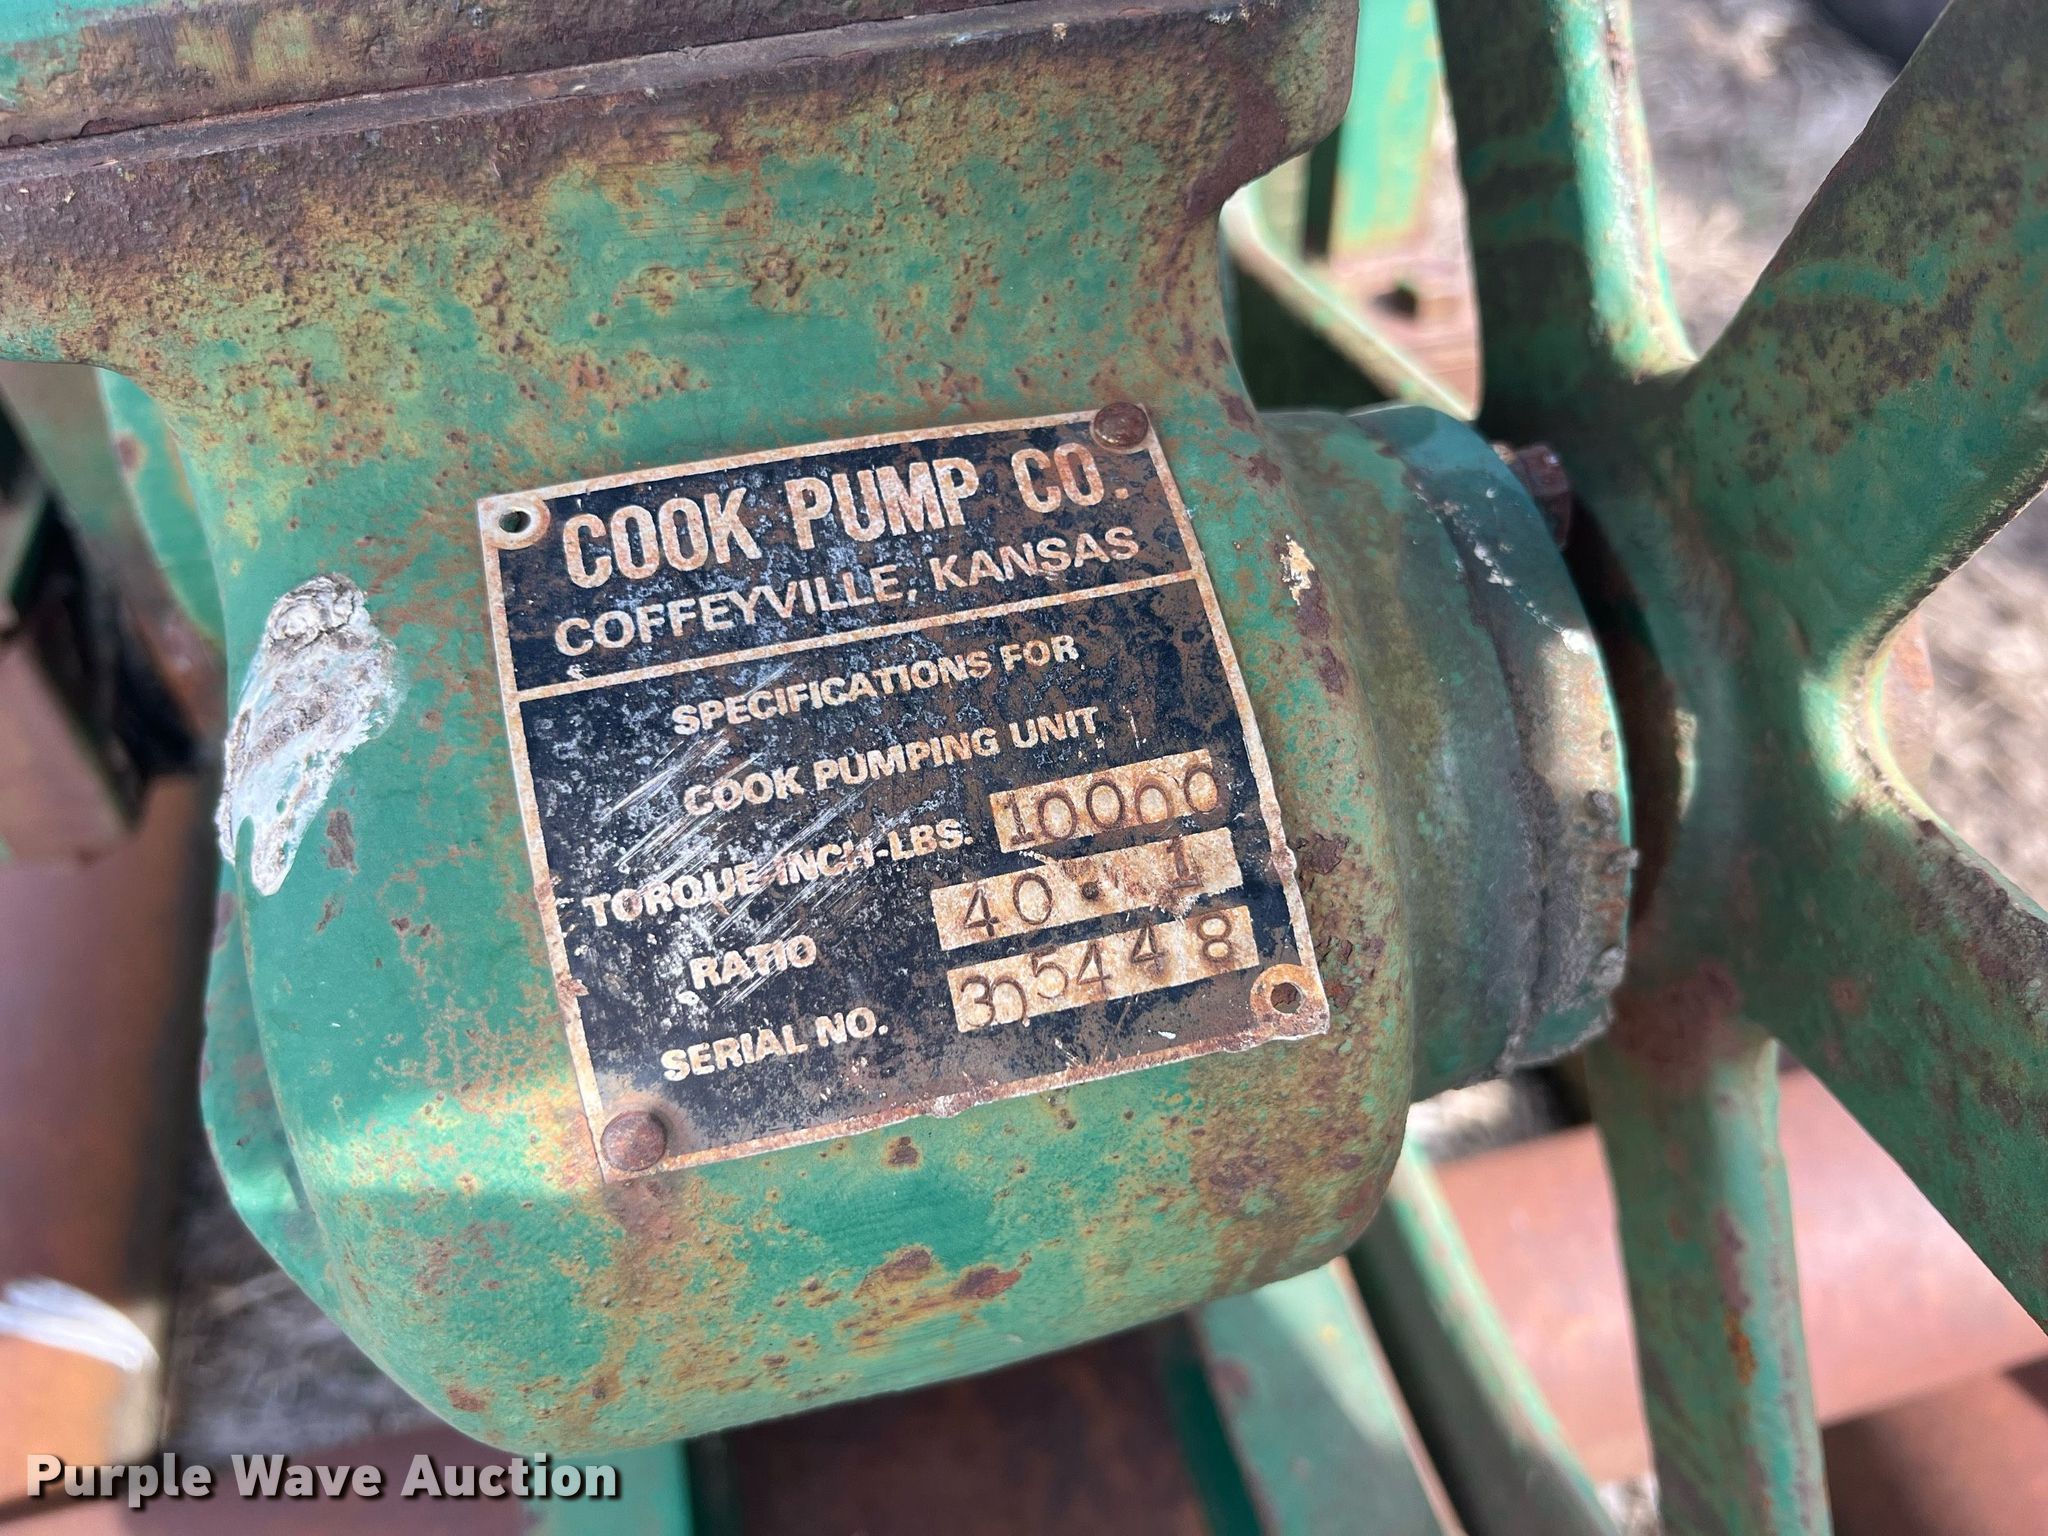 COOK PUMP CO.
COFFEYVILLE, KANSAS
SPECIFICATIONS FOR
COOK PUMPING UNIT
TORQUE-INCH-LBS. 10000
RATIO 40:1
SERIAL NO. 305448
Purple Wave Auction